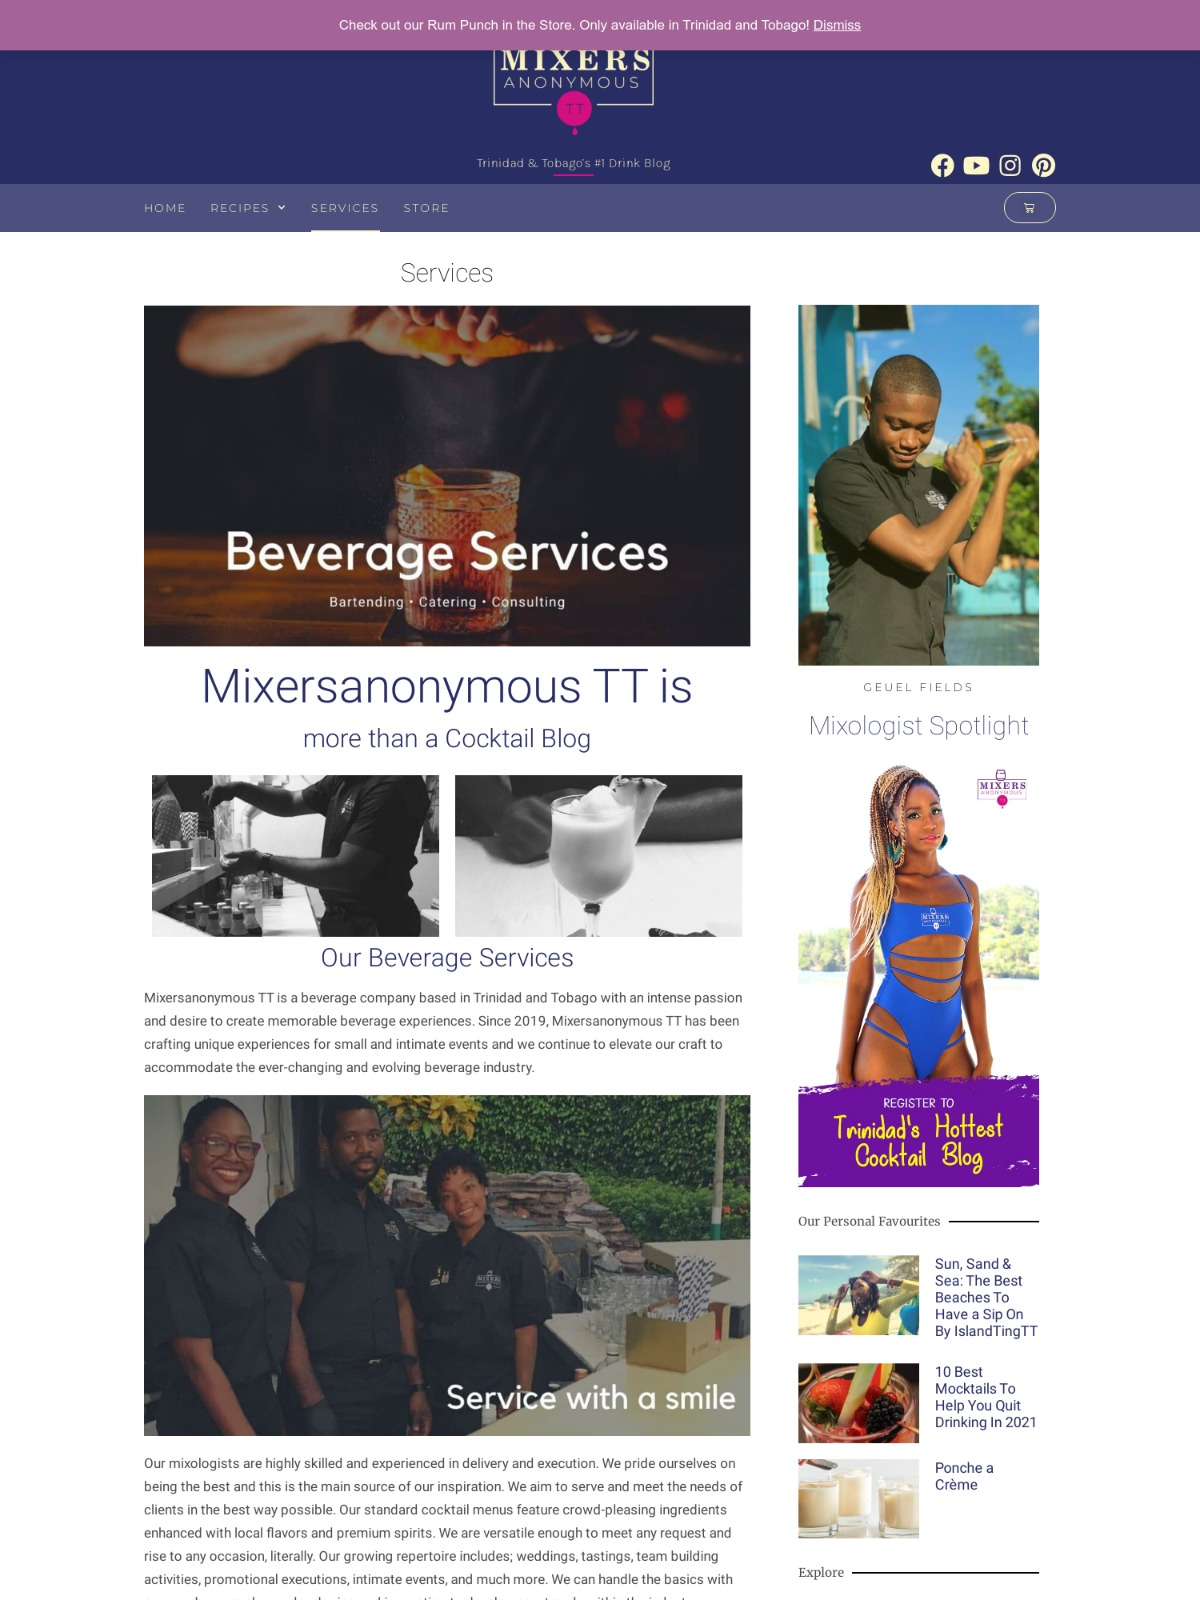 Check out our Rum Punch in the Store. Only available in Trinidad and Tobago! Dismiss
MIXERS
ANONYMOUS
TT
Trinidad & Tobago's #1 Drink Blog
HOME RECIPES SERVICES STORE
Services
Beverage Services
Bartending • Catering • Consulting
Mixersanonymous TT is
more than a Cocktail Blog
Our Beverage Services
Mixersanonymous TT is a beverage company based in Trinidad and Tobago with an intense passion
and desire to create memorable beverage experiences. Since 2019, Mixersanonymous TT has been
crafting unique experiences for small and intimate events and we continue to elevate our craft to
accommodate the ever-changing and evolving beverage industry.
MIXERS
Service with a smile
Our mixologists are highly skilled and experienced in delivery and execution. We pride ourselves on
being the best and this is the main source of our inspiration. We aim to serve and meet the needs of
clients in the best way possible. Our standard cocktail menus feature crowd-pleasing ingredients
enhanced with local flavors and premium spirits. We are versatile enough to meet any request and
rise to any occasion, literally. Our growing repertoire includes; weddings, tastings, team building
activities, promotional executions, intimate events, and much more. We can handle the basics with
GEUEL FIELDS
Mixologist Spotlight
MIXERS
ANONYMOUS
MIXERS
REGISTER TO
Trinidad's Hottest
Cocktail Blog
Our Personal Favourites
Sun, Sand &
Sea: The Best
Beaches To
Have a Sip On
By IslandTingTT
10 Best
Mocktails To
Help You Quit
Drinking In 2021
Ponche a
Crème
Explore